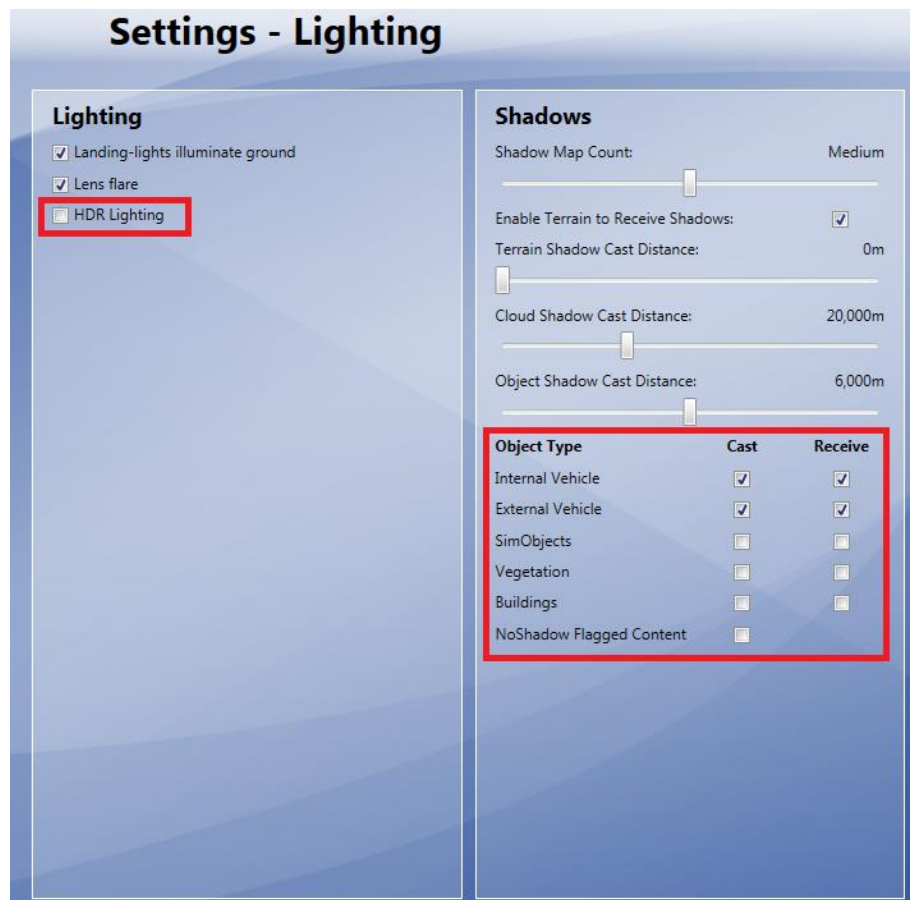 Settings - Lighting
Lighting
Landing-lights illuminate ground
Lens flare
HDR Lighting
Shadows
Shadow Map Count: Medium
Enable Terrain to Receive Shadows:
Terrain Shadow Cast Distance: 0m
Cloud Shadow Cast Distance: 20,000m
Object Shadow Cast Distance: 6,000m
Object Type Cast Receive
Internal Vehicle
External Vehicle
SimObjects
Vegetation
Buildings
NoShadow Flagged Content